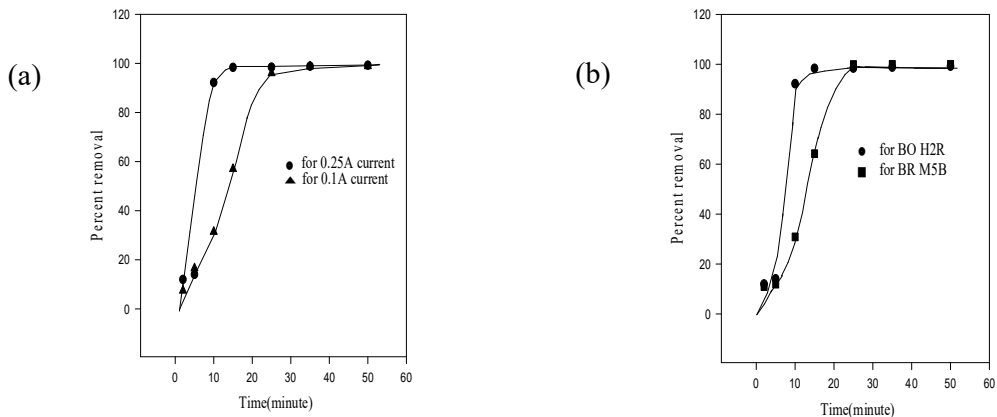 (a)
120
100
80
60
40
20
0
Percent removal
for 0.25A current
for 0.1A current
0 10 20 30 40 50 60
Time(minute)
(b)
120
100
80
60
40
20
0
Percent removal
for BO H2R
for BR M5B
0 10 20 30 40 50 60
Time(minute)